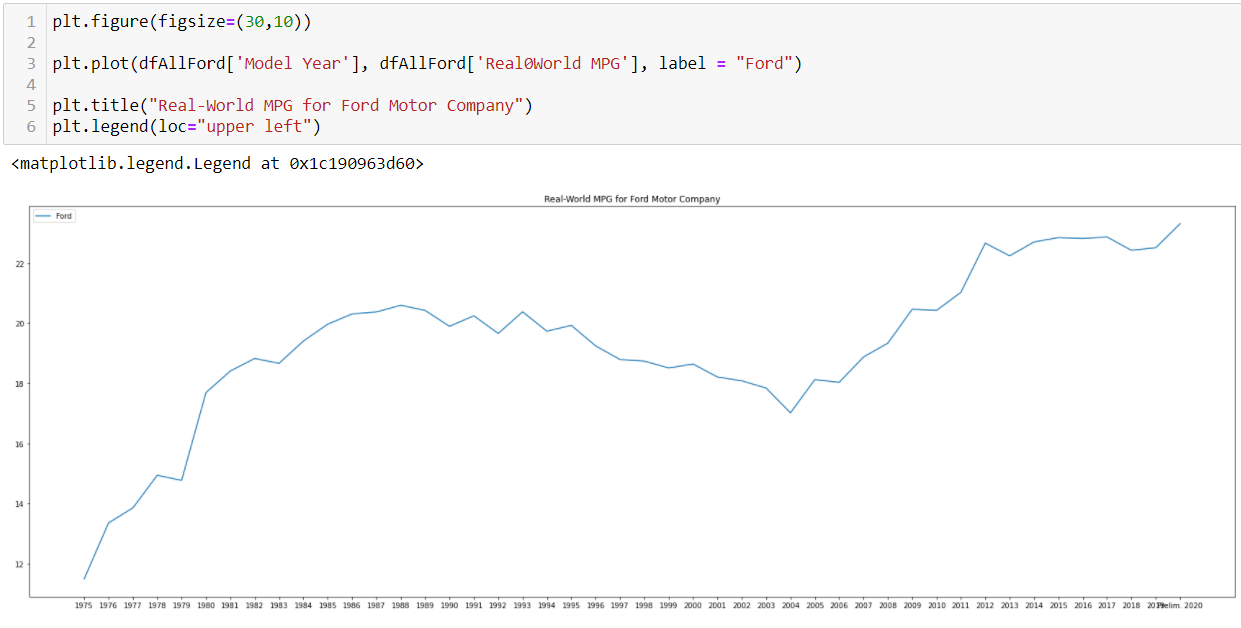 1 plt.figure(figsize=(30,10))
2
3 plt.plot(dfAllFord['Model Year'], dfAllFord['Real0World MPG'], label = "Ford")
4
5 plt.title("Real-World MPG for Ford Motor Company")
6 plt.legend(loc="upper left")
<matplotlib.legend.Legend at 0x1c190963d60>
Real-World MPG for Ford Motor Company
Ford
22
20
18
16
14
12
1975 1976 1977 1978 1979 1980 1981 1982 1983 1984 1985 1986 1987 1988 1989 1990 1991 1992 1993 1994 1995 1996 1997 1998 1999 2000 2001 2002 2003 2004 2005 2006 2007 2008 2009 2010 2011 2012 2013 2014 2015 2016 2017 2018 2019 Prelim. 2020